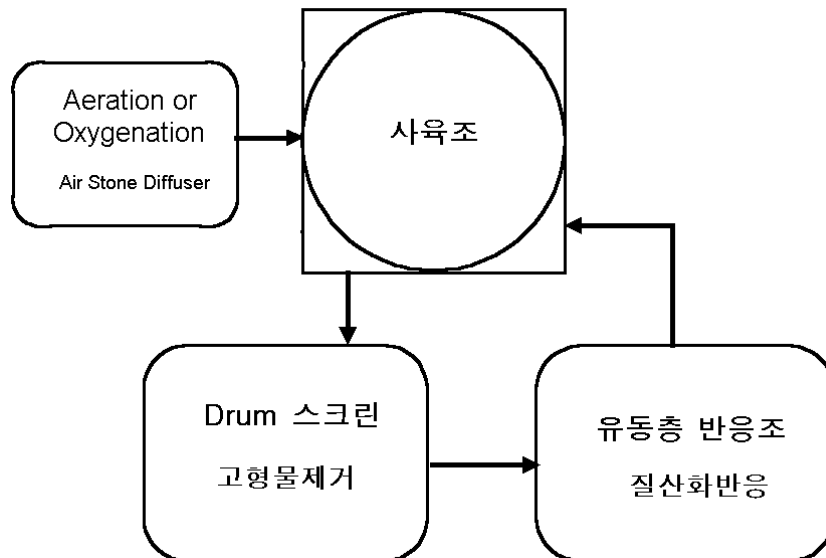 Aeration or
Oxygenation
Air Stone Diffuser
사육조
Drum 스크린
고형물제거
유동층 반응조
질산화반응